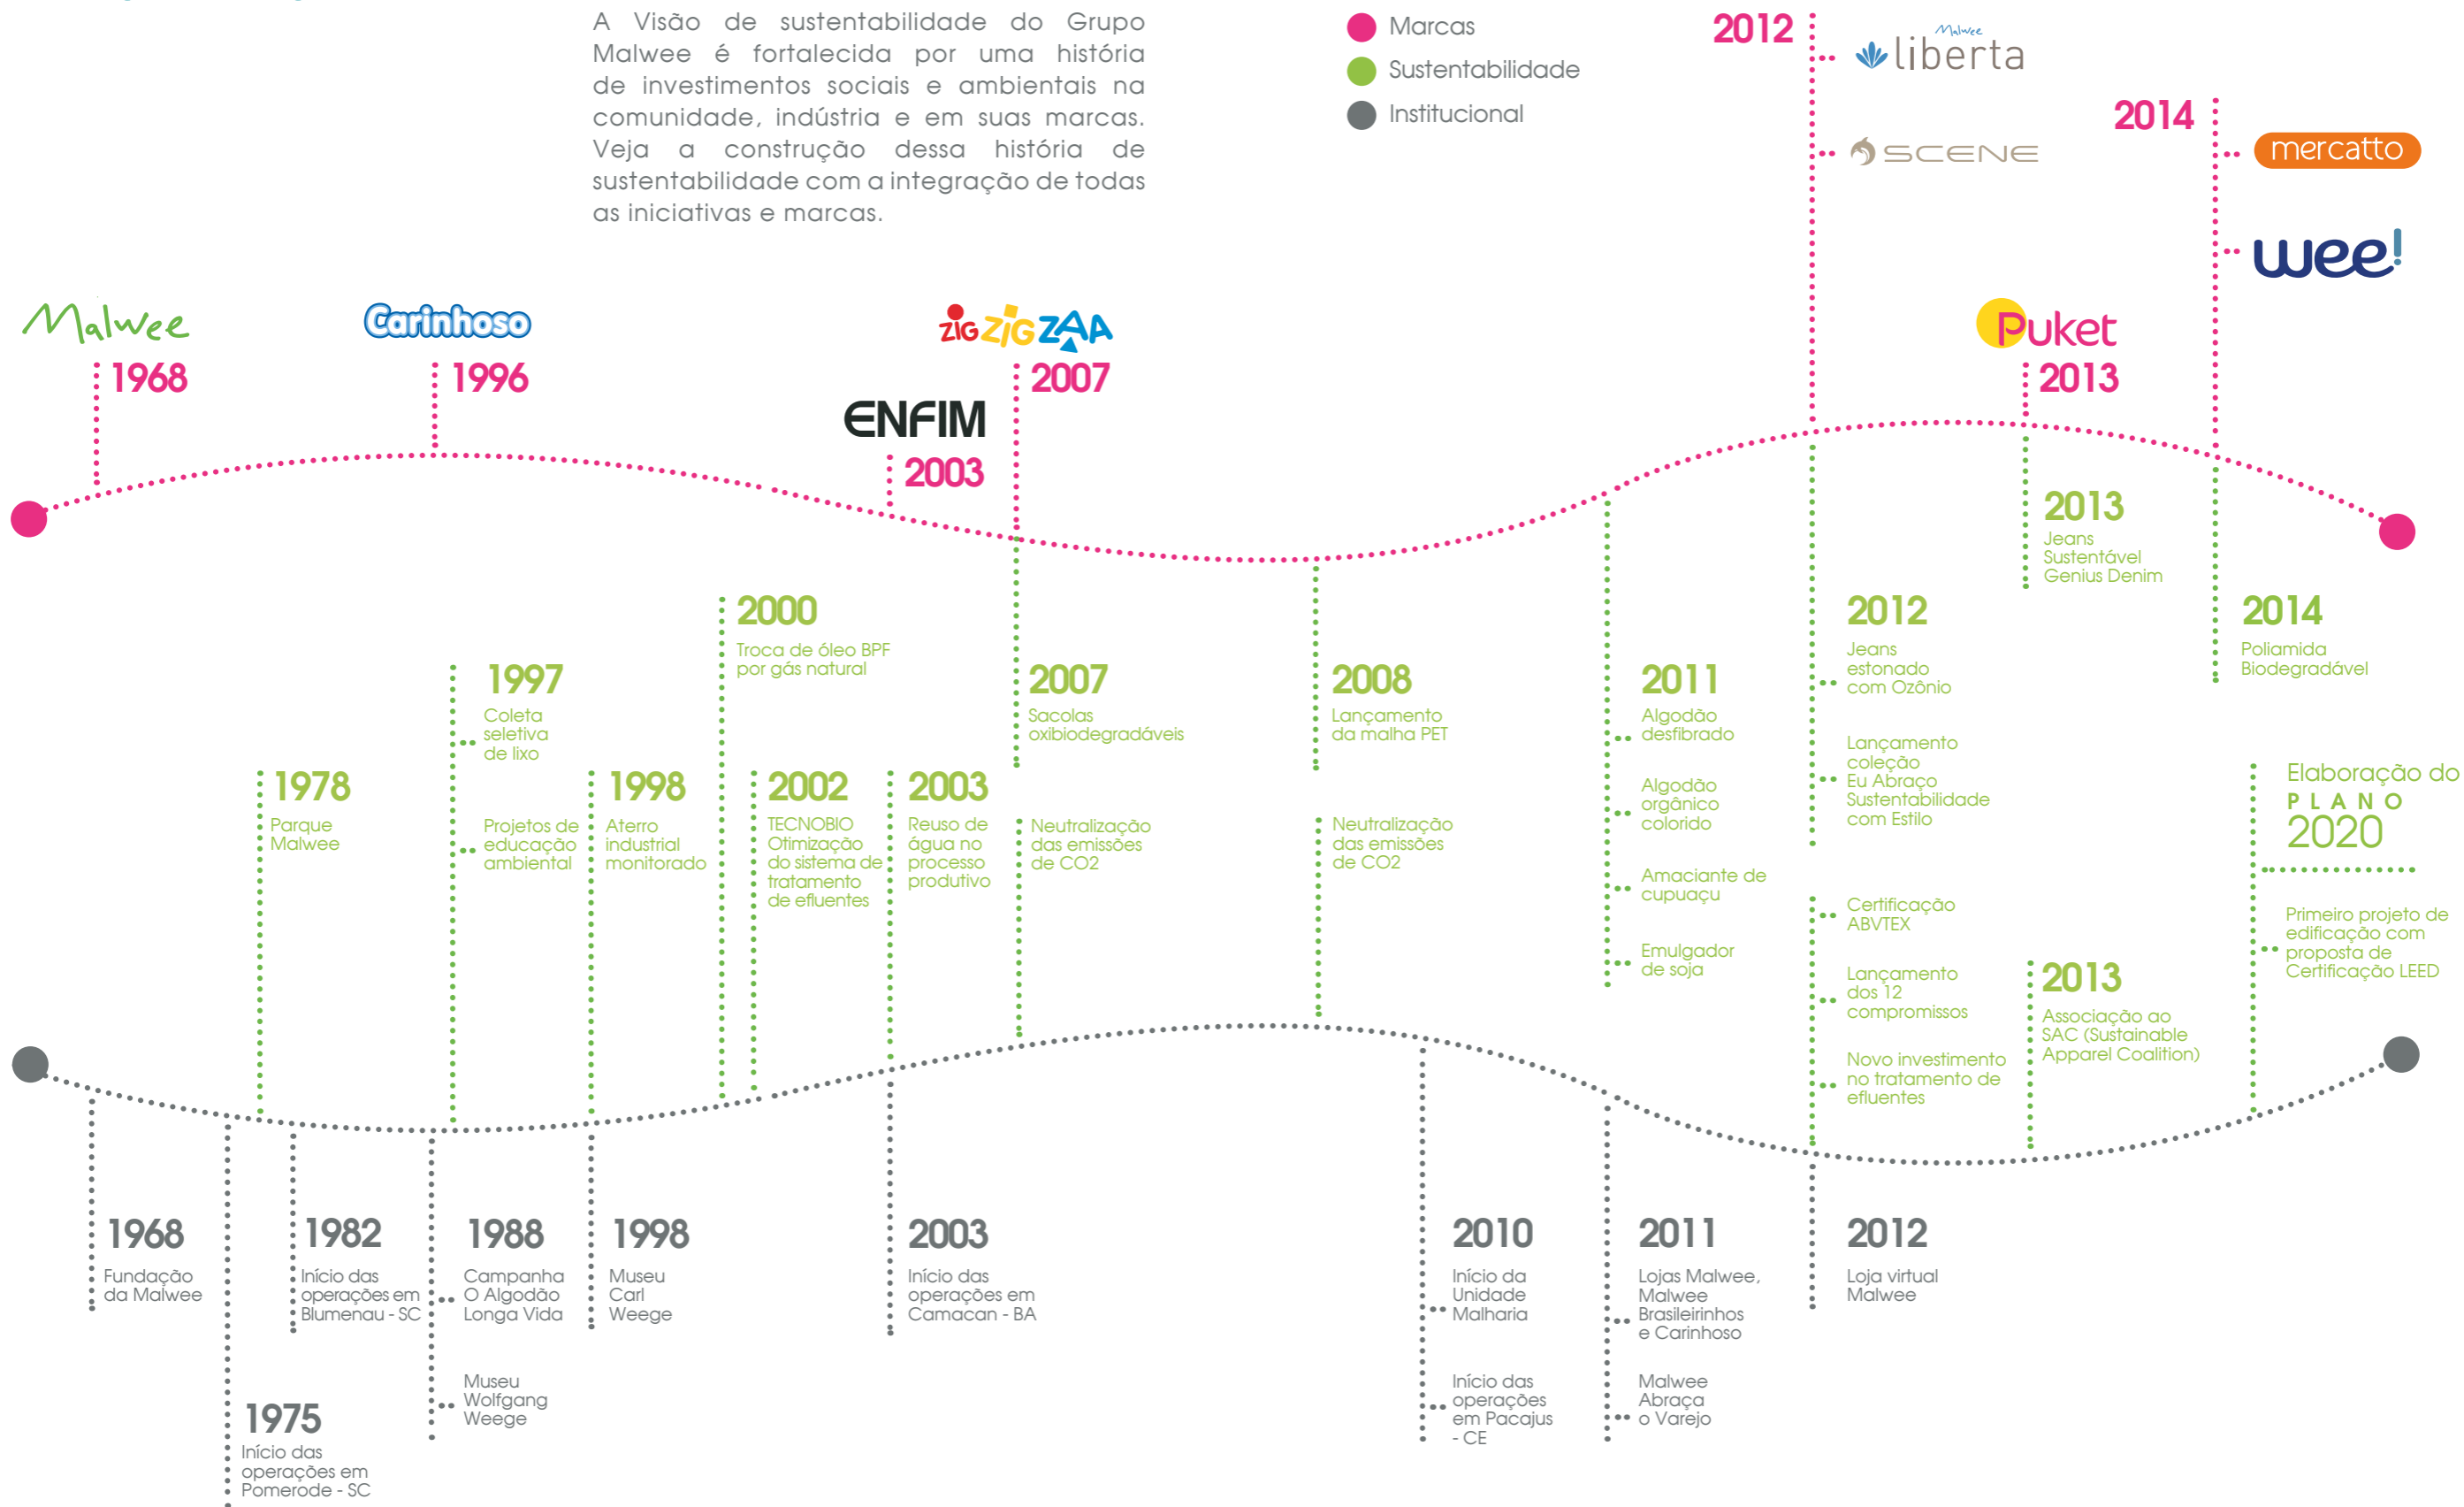 A Visão de sustentabilidade do Grupo
Malwee é fortalecida por uma história
de investimentos sociais e ambientais na
comunidade, indústria e em suas marcas.
Veja a construção dessa história de
sustentabilidade com a integração de todas
as iniciativas e marcas.
Marcas
Sustentabilidade
Institucional
2012
Malwee
liberta
SCENE
2014
mercatto
wee!
Malwee
1968
Carinhoso
1996
ENFIM
2003
ZIG ZIG ZAA
2007
Puket
2013
1978
Parque
Malwee
1997
Coleta
seletiva
de lixo
Projetos de
educação
ambiental
1998
Aterro
industrial
monitorado
2000
Troca de óleo BPF
por gás natural
2002
TECNOBIO
Otimização
do sistema de
tratamento
de efluentes
2003
Reuso de
água no
processo
produtivo
2007
Sacolas
oxibiodegradáveis
Neutralização
das emissões
de CO2
2008
Lançamento
da malha PET
Neutralização
das emissões
de CO2
2011
Algodão
desfibrado
Algodão
orgânico
colorido
Amaciante de
cupuaçu
Emulgador
de soja
2012
Jeans
estonado
com Ozônio
Lançamento
coleção
Eu Abraço
Sustentabilidade
com Estilo
Certificação
ABVTEX
Lançamento
dos 12
compromissos
Novo investimento
no tratamento de
efluentes
2013
Jeans
Sustentável
Genius Denim
2013
Associação ao
SAC (Sustainable
Apparel Coalition)
2014
Poliamida
Biodegradável
Elaboração do
PLANO
2020
Primeiro projeto de
edificação com
proposta de
Certificação LEED
1968
Fundação
da Malwee
1975
Início das
operações em
Pomerode - SC
1982
Início das
operações em
Blumenau - SC
1988
Campanha
O Algodão
Longa Vida
Museu
Wolfgang
Weege
1998
Museu
Carl
Weege
2003
Início das
operações em
Camacan - BA
2010
Início da
Unidade
Malharia
Início das
operações
em Pacajus
- CE
2011
Lojas Malwee,
Malwee
Brasileirinhos
e Carinhoso
Malwee
Abraça
o Varejo
2012
Loja virtual
Malwee